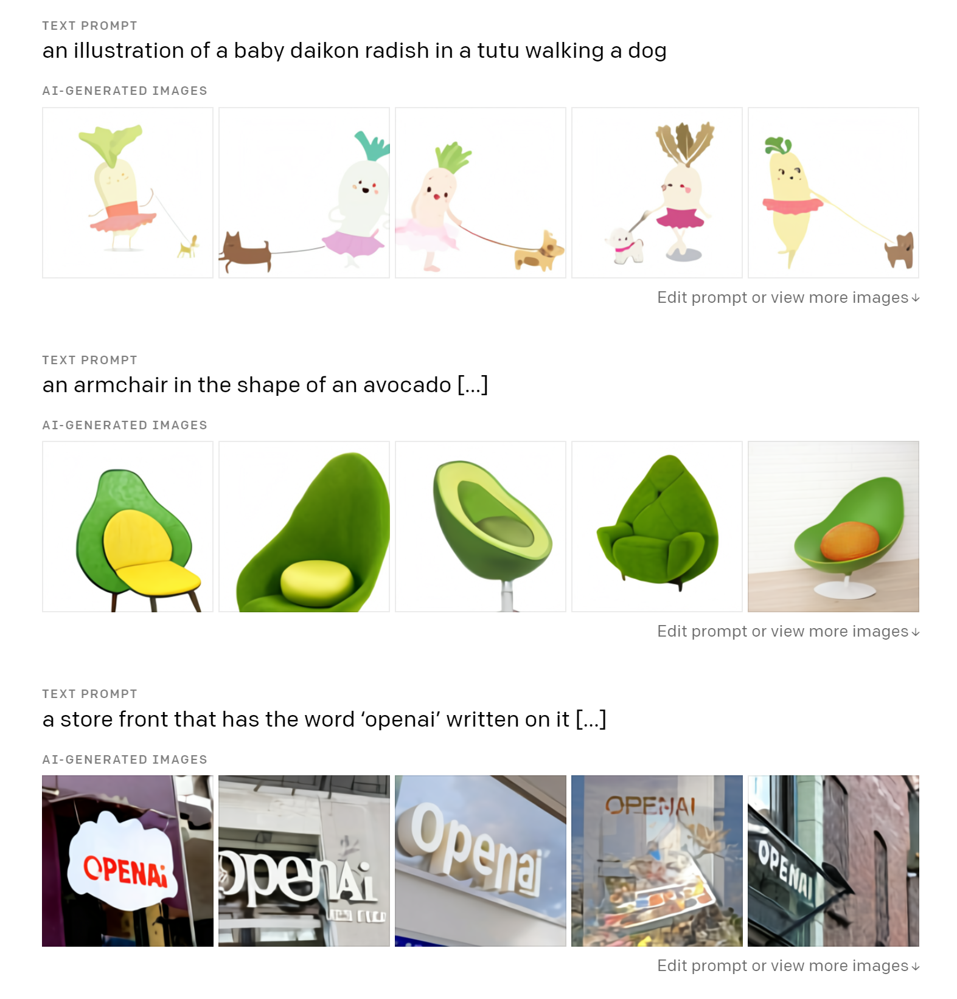 TEXT PROMPT
an illustration of a baby daikon radish in a tutu walking a dog
AI-GENERATED IMAGES
Edit prompt or view more images↓
TEXT PROMPT
an armchair in the shape of an avocado [...]
AI-GENERATED IMAGES
Edit prompt or view more images↓
TEXT PROMPT
a store front that has the word ‘openai’ written on it [...]
AI-GENERATED IMAGES
OPENAi
openAi
Openai
OPENAI
OPENAI
Edit prompt or view more images↓